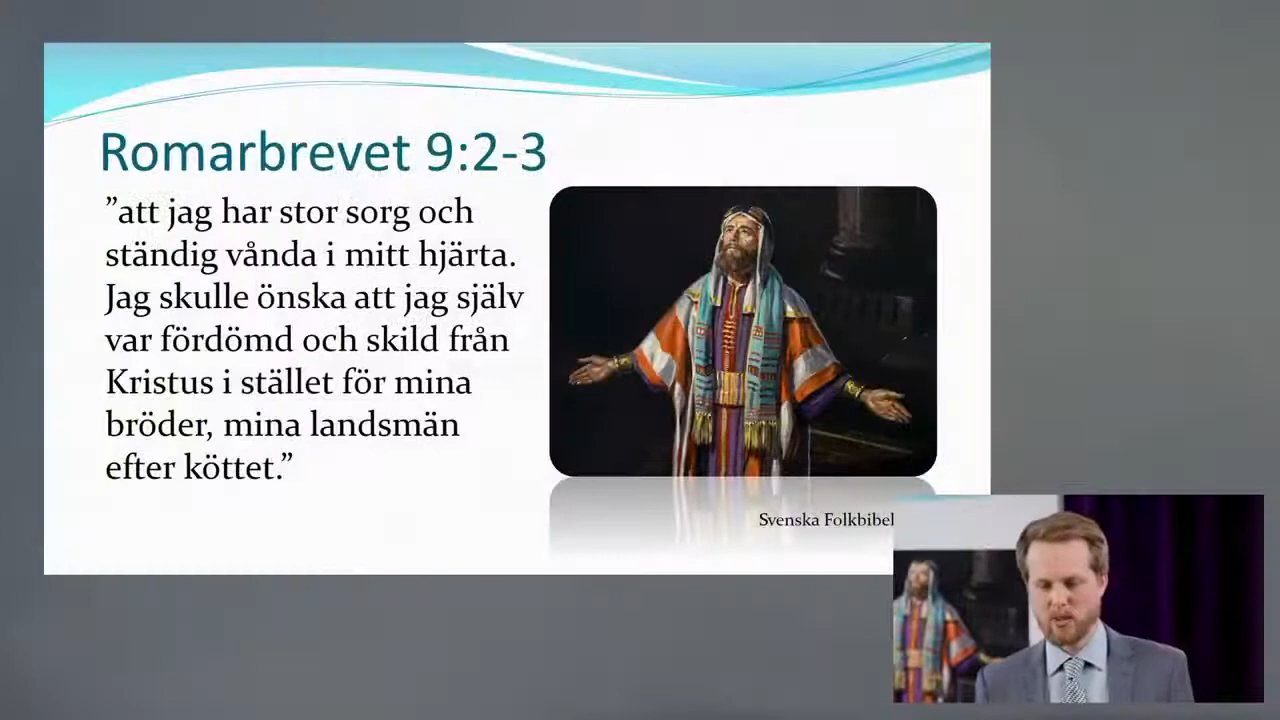 Romarbrevet 9:2-3
”att jag har stor sorg och
ständig vånda i mitt hjärta.
Jag skulle önska att jag själv
var fördömd och skild från
Kristus i stället för mina
bröder, mina landsmän
efter köttet.”
Svenska Folkbibel